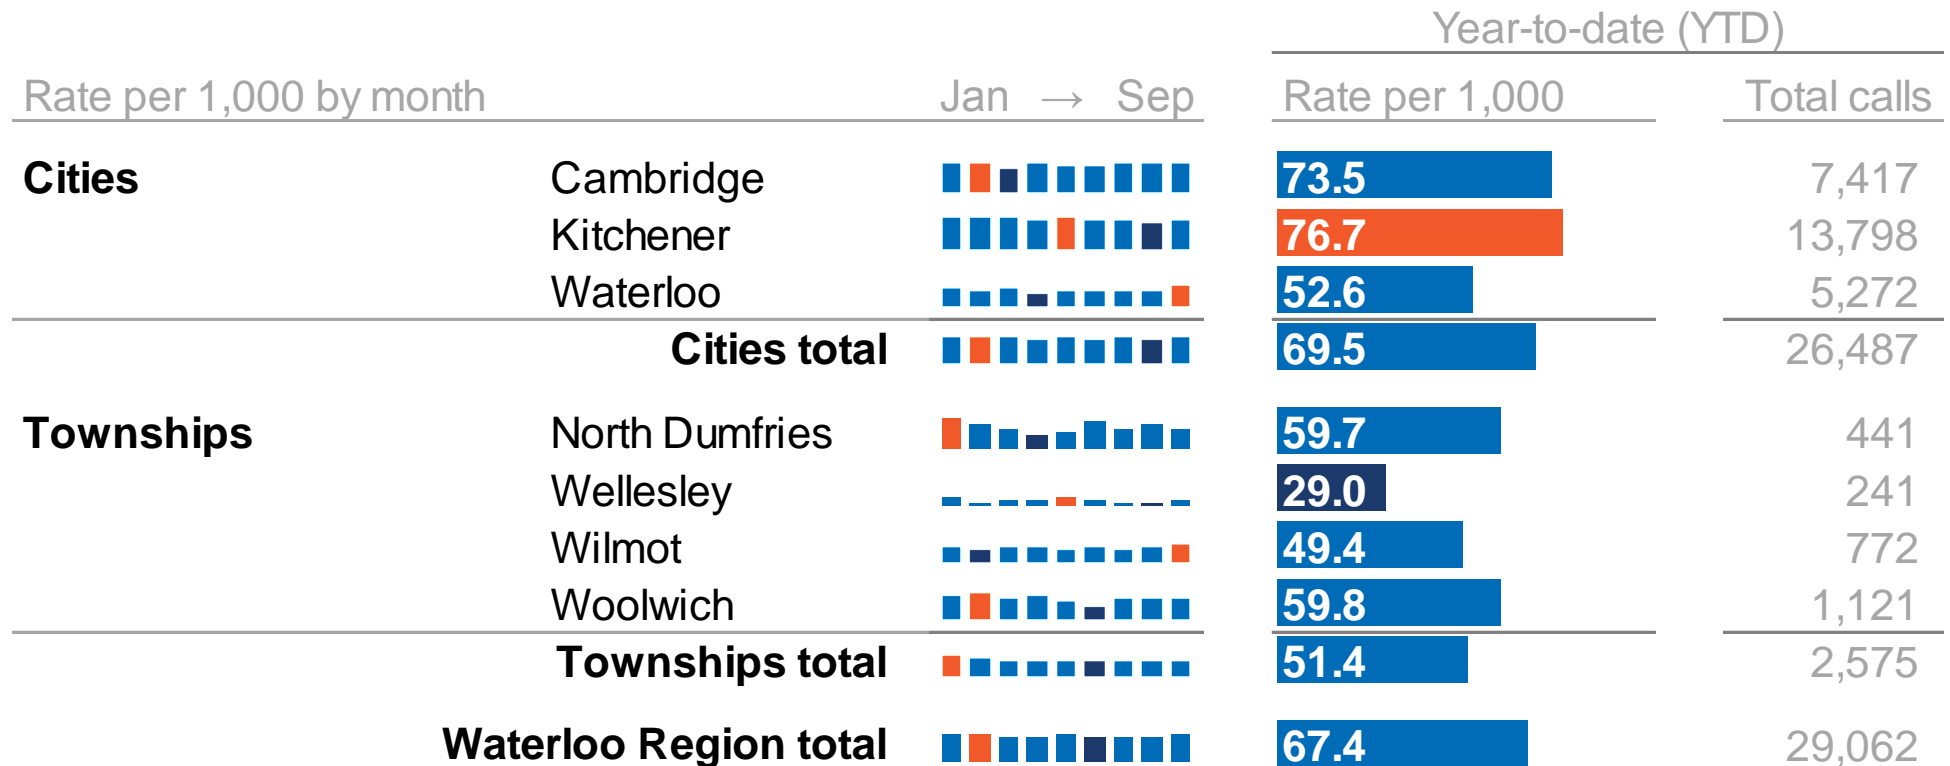 Year-to-date (YTD)
Rate per 1,000 by month Jan → Sep Rate per 1,000 Total calls
Cities Cambridge 73.5 7,417
Kitchener 76.7 13,798
Waterloo 52.6 5,272
Cities total 69.5 26,487
Townships North Dumfries 59.7 441
Wellesley 29.0 241
Wilmot 49.4 772
Woolwich 59.8 1,121
Townships total 51.4 2,575
Waterloo Region total 67.4 29,062